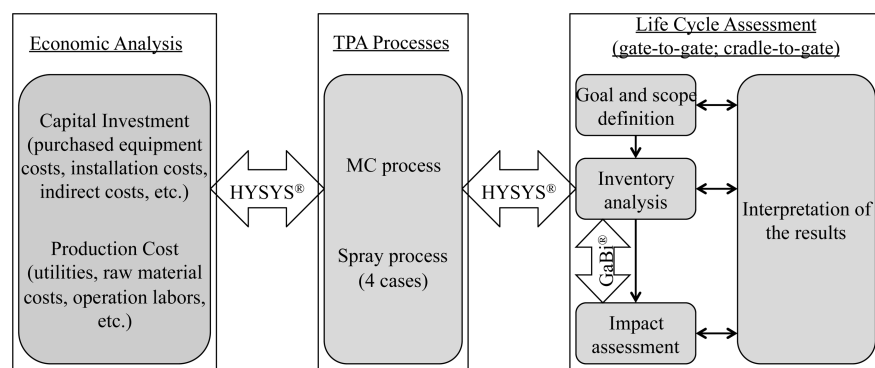 Economic Analysis
Capital Investment
(purchased equipment
costs, installation costs,
indirect costs, etc.)
Production Cost
(utilities, raw material
costs, operation labors,
etc.)
HYSYS®
TPA Processes
MC process
Spray process
(4 cases)
HYSYS®
Life Cycle Assessment
(gate-to-gate; cradle-to-gate)
Goal and scope
definition
Inventory
analysis
GaBi®
Impact
assessment
Interpretation of
the results